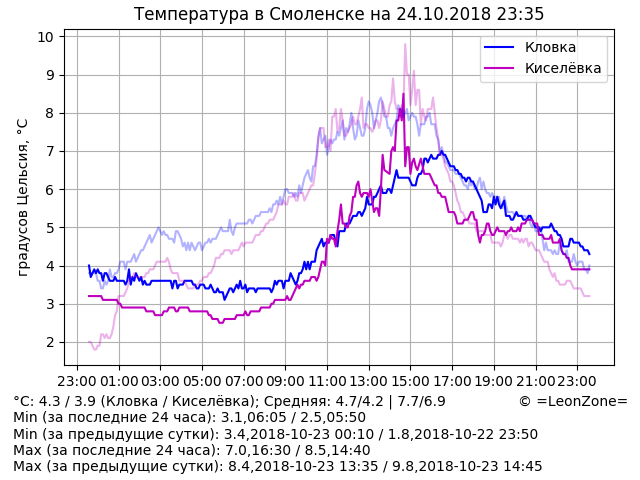 Температура в Смоленске на 24.10.2018 23:35
градусов Цельсия, °C
10
9
8
7
6
5
4
3
2
Кловка
Киселёвка
23:00 01:00 03:00 05:00 07:00 09:00 11:00 13:00 15:00 17:00 19:00 21:00 23:00
°C: 4.3 / 3.9 (Кловка / Киселёвка); Средняя: 4.7/4.2 | 7.7/6.9 © =LeonZone=
Min (за последние 24 часа): 3.1,06:05 / 2.5,05:50
Min (за предыдущие сутки): 3.4,2018-10-23 00:10 / 1.8,2018-10-22 23:50
Max (за последние 24 часа): 7.0,16:30 / 8.5,14:40
Max (за предыдущие сутки): 8.4,2018-10-23 13:35 / 9.8,2018-10-23 14:45